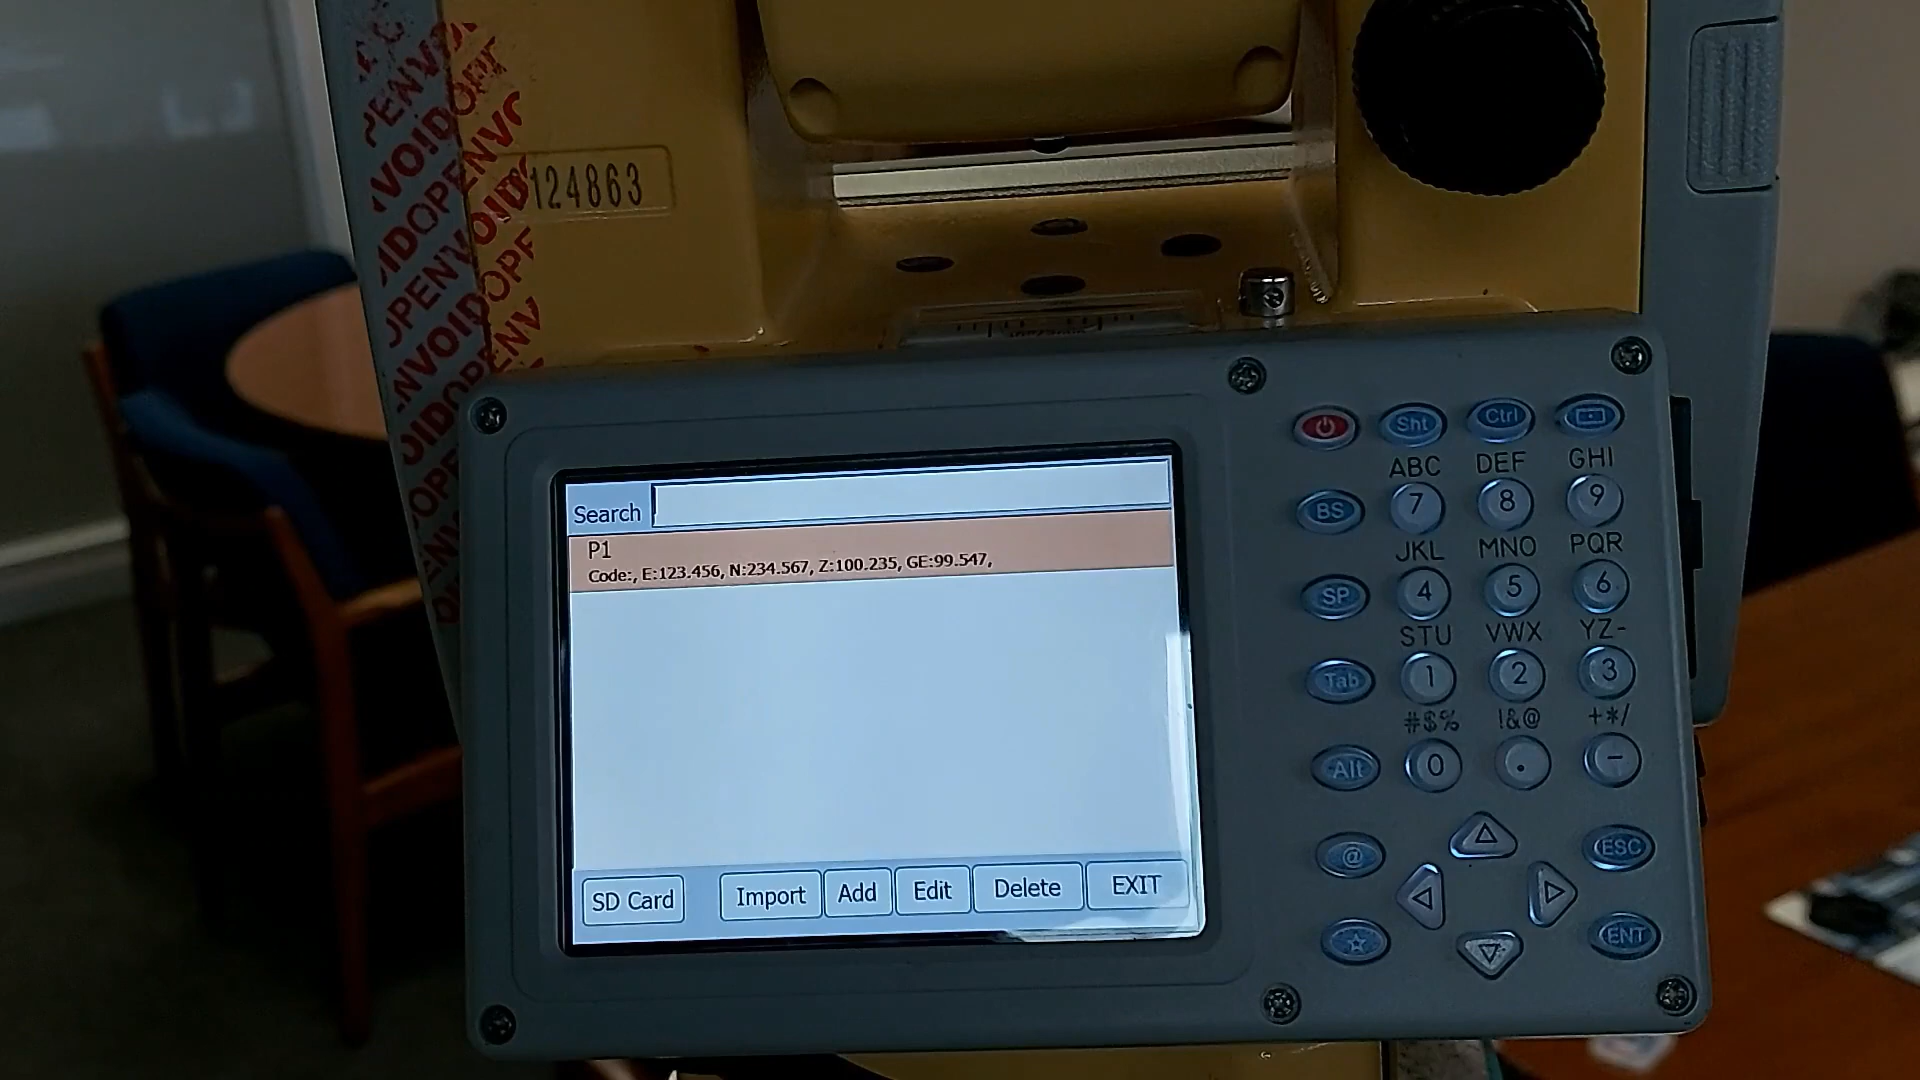 OPENVOID
124863
Search
P1
Code:, E:123.456, N:234.567, Z:100.235, GE:99.547,
SD Card Import Add Edit Delete EXIT
Sht Ctrl
ABC DEF GHI
BS 7 8 9
JKL MNO PQR
SP 4 5 6
STU VWX YZ-
Tab 1 2 3
#$% !&@ +*/
Alt 0 . -
@ ESC
ENT